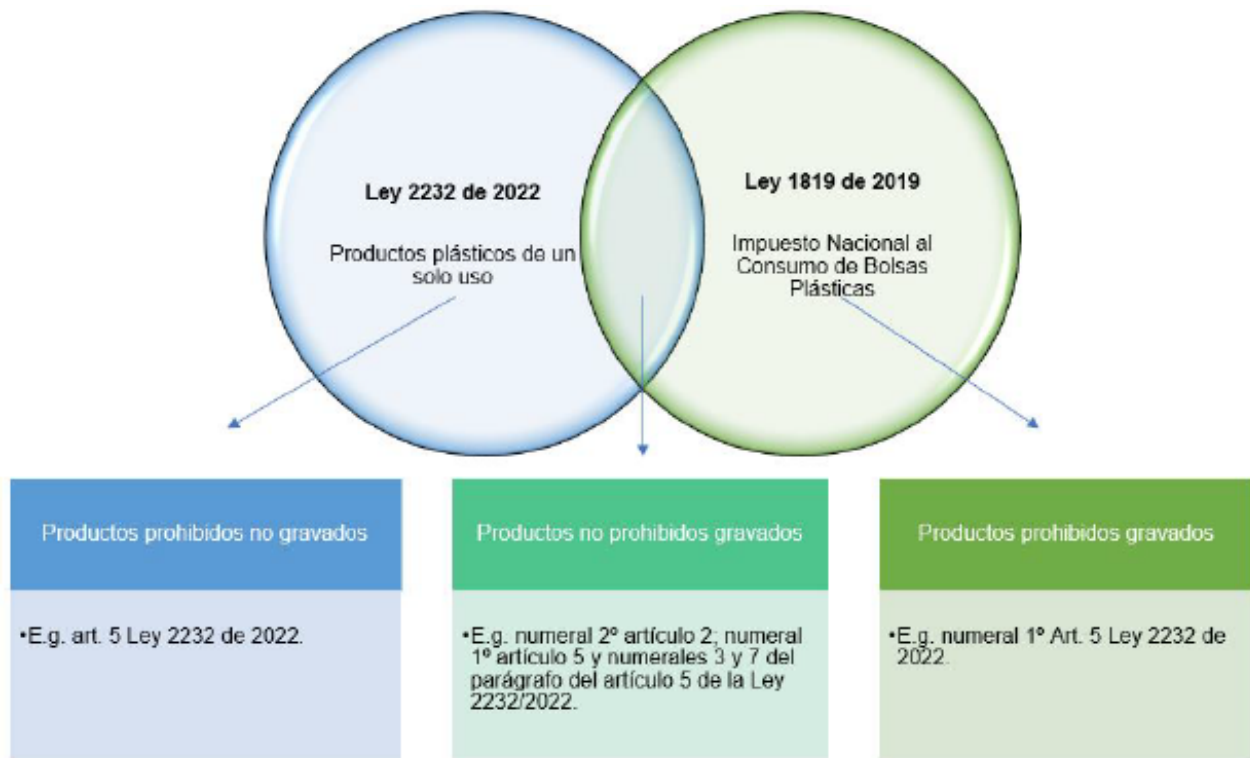 Ley 2232 de 2022
Productos plásticos de un
solo uso
Ley 1819 de 2019
Impuesto Nacional al
Consumo de Bolsas
Plásticas
Productos prohibidos no gravados
•E.g. art. 5 Ley 2232 de 2022.
Productos no prohibidos gravados
•E.g. numeral 2º artículo 2; numeral
1º artículo 5 y numerales 3 y 7 del
parágrafo del artículo 5 de la Ley
2232/2022.
Productos prohibidos gravados
•E.g. numeral 1º Art. 5 Ley 2232 de
2022.